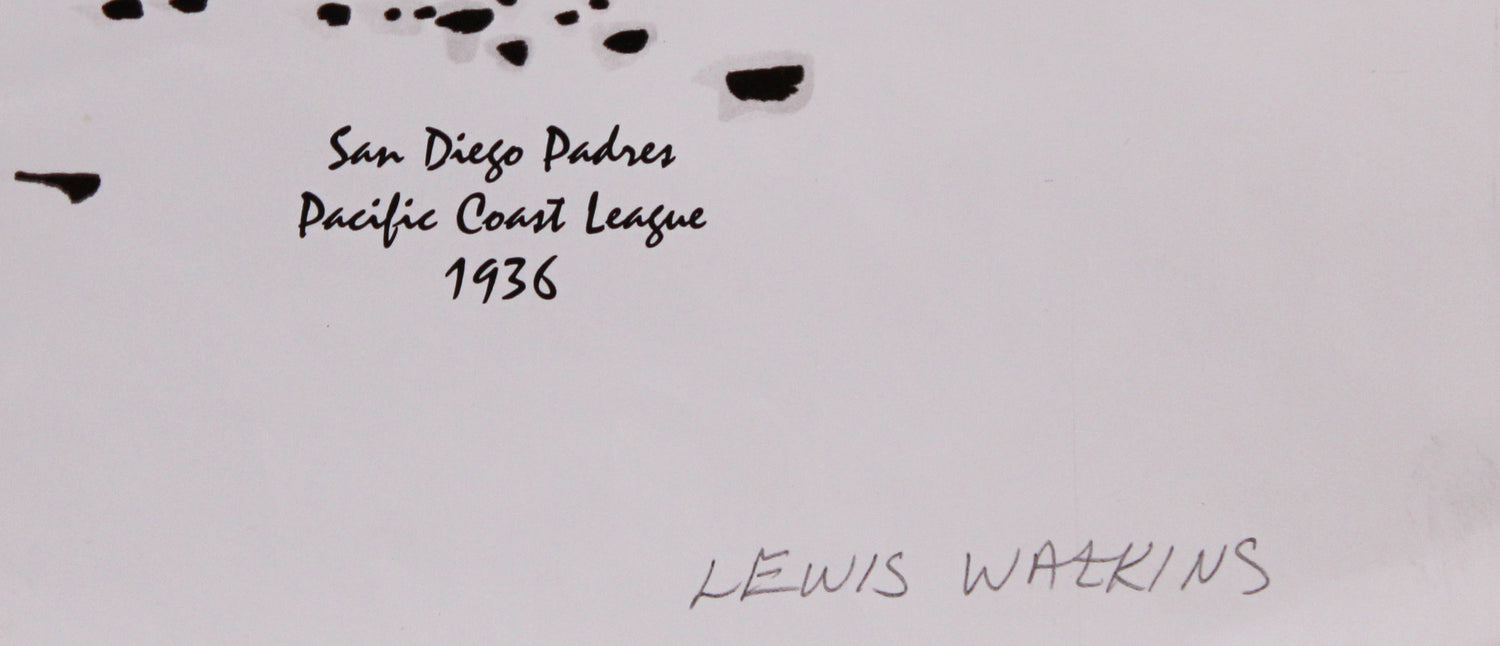 San Diego Padres
Pacific Coast League
1936
LEWIS WATKINS